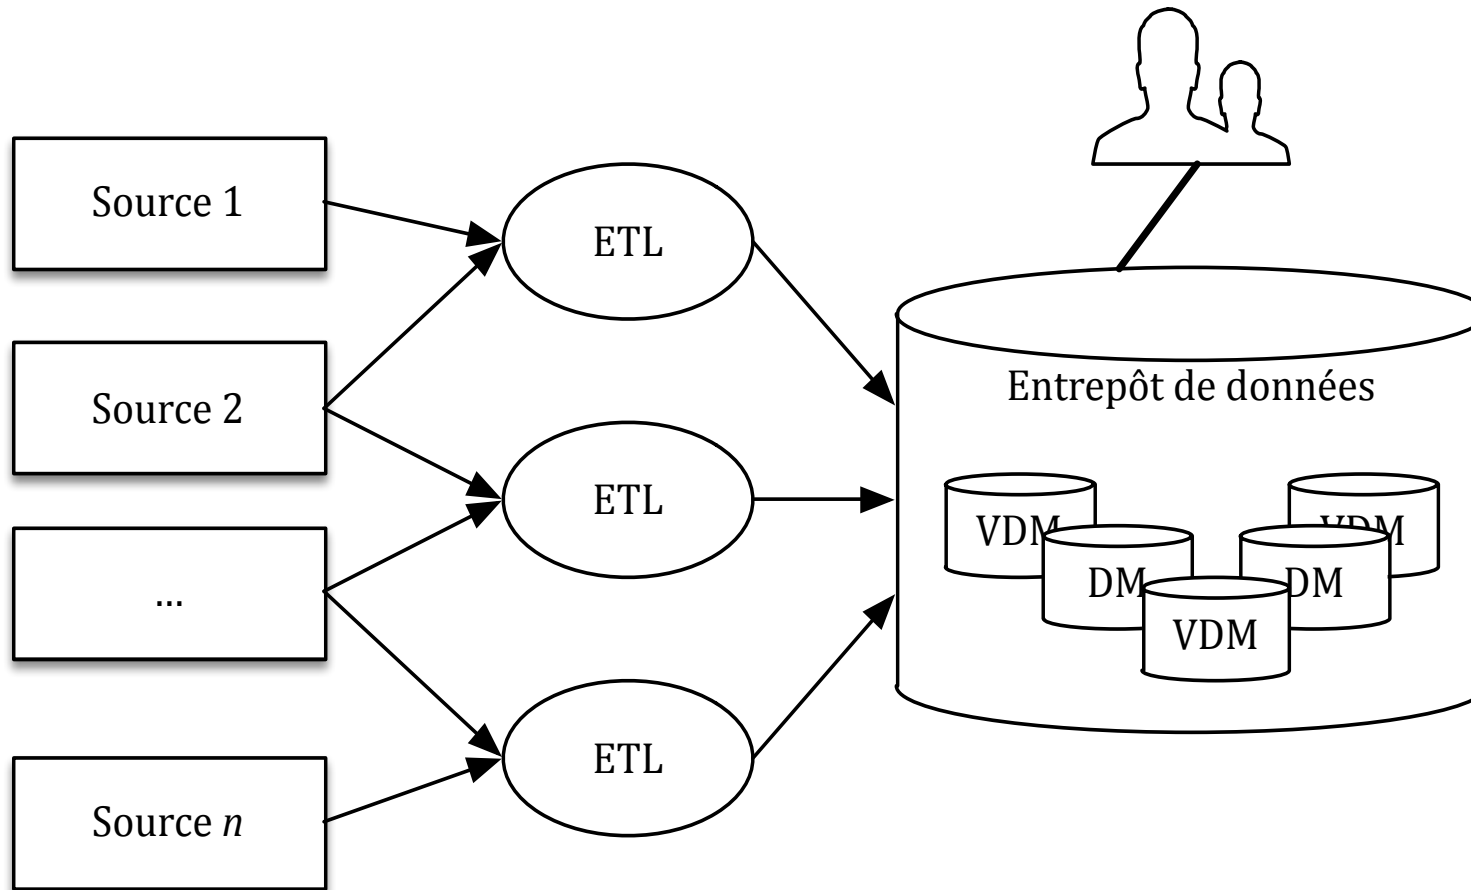 Source 1
Source 2
...
Source n
ETL
ETL
ETL
Entrepôt de données
VDM
VDM
DM
DM
VDM